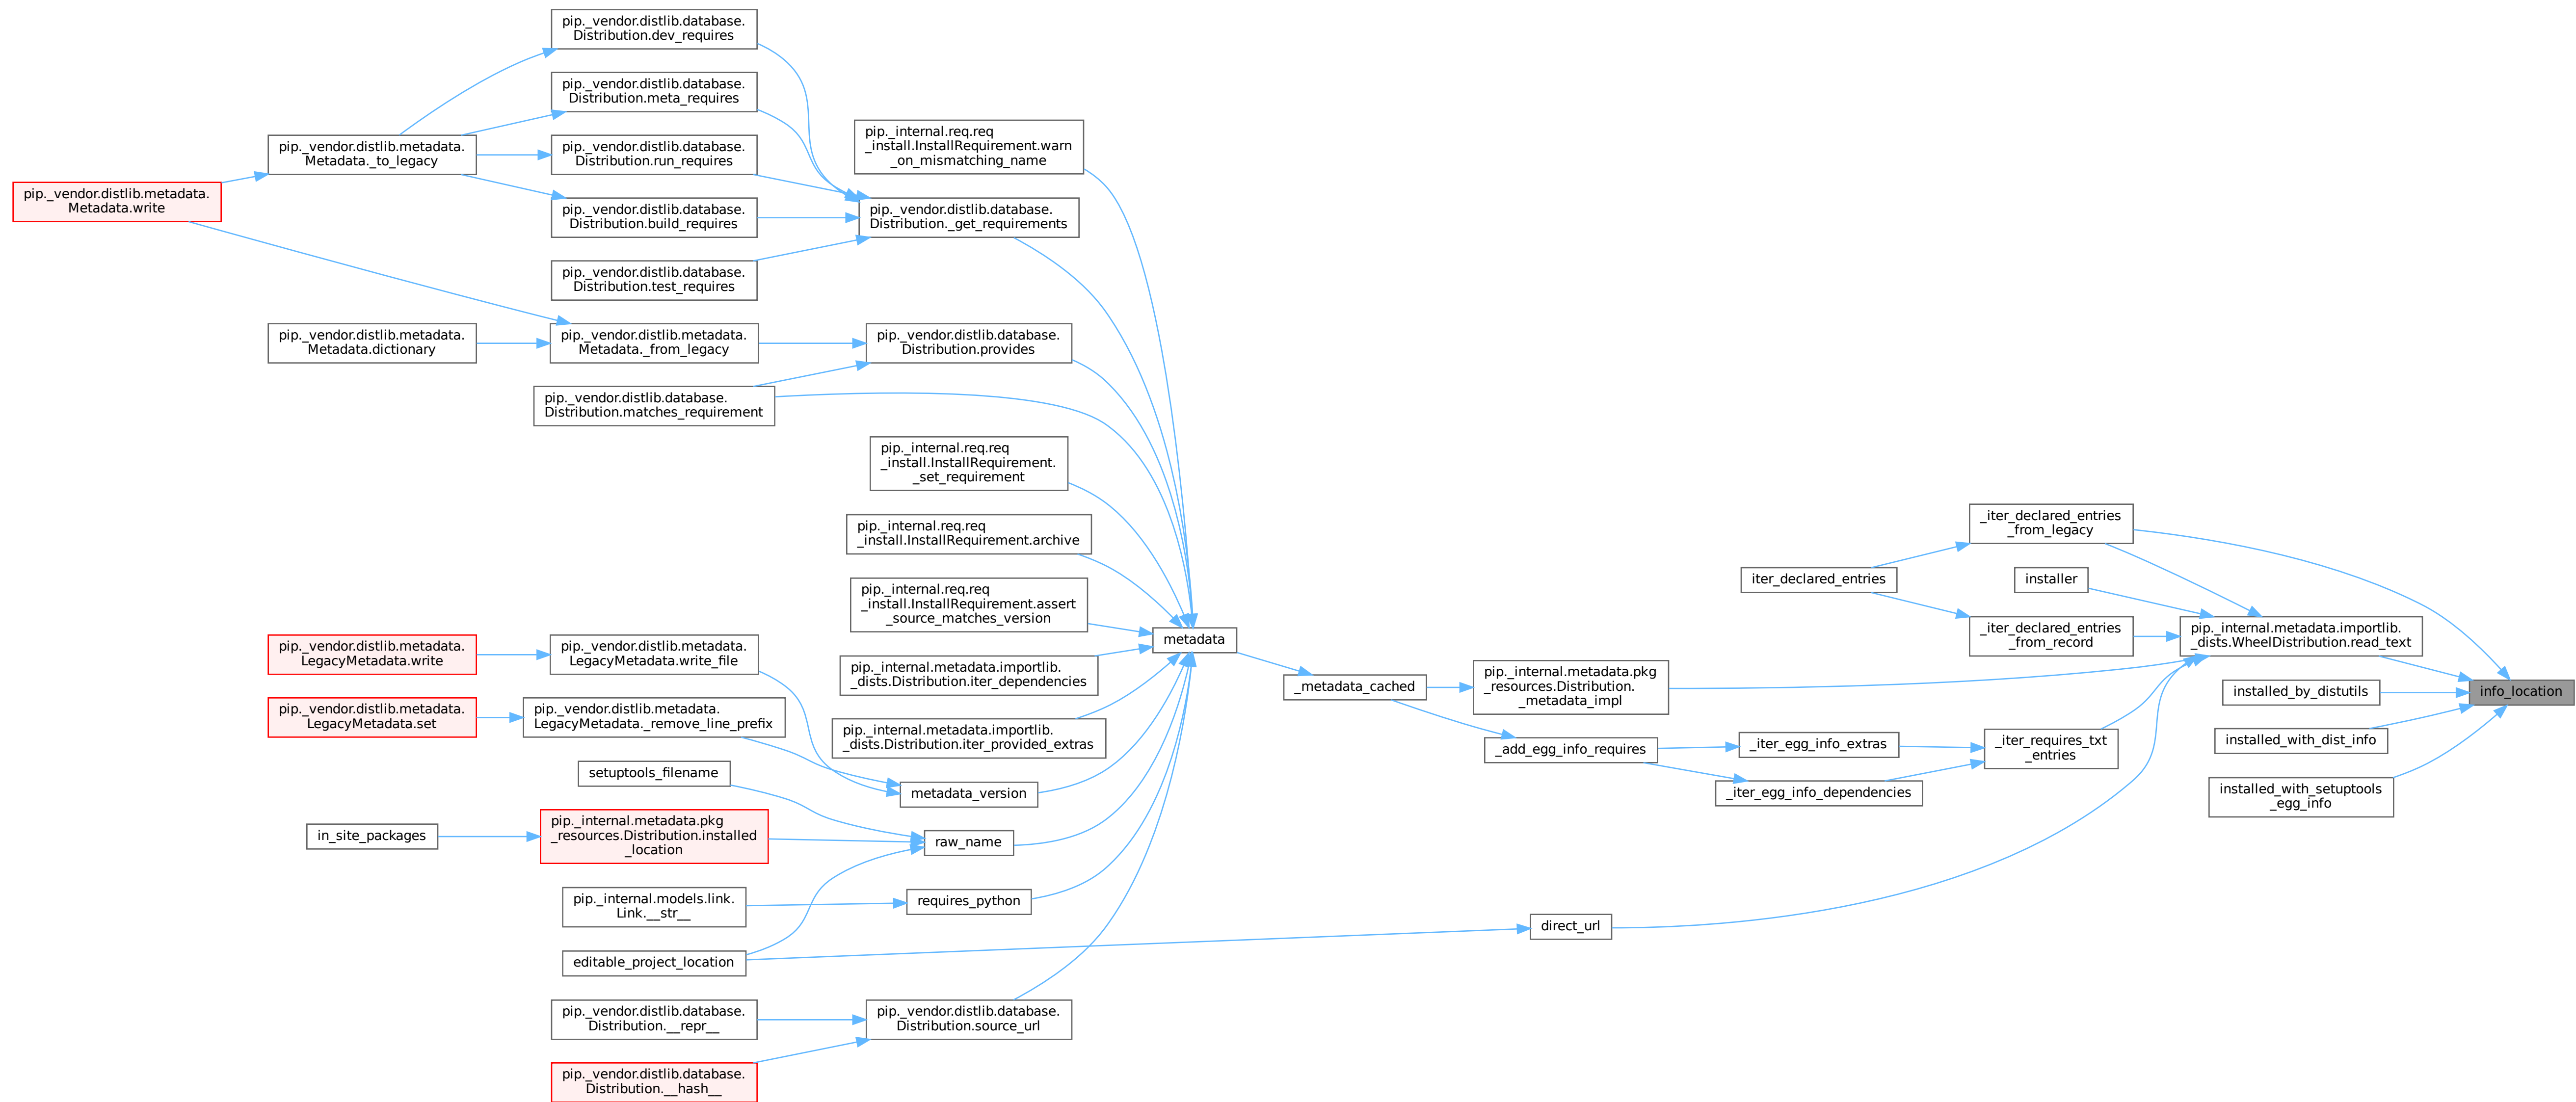 pip._vendor.distlib.database.
Distribution.dev_requires
pip._vendor.distlib.database.
Distribution.meta_requires
pip._internal.req.req
_install.InstallRequirement.warn
_on_mismatching_name
pip._vendor.distlib.metadata.
Metadata._to_legacy
pip._vendor.distlib.database.
Distribution.run_requires
pip._vendor.distlib.metadata.
Metadata.write
pip._vendor.distlib.database.
Distribution.build_requires
pip._vendor.distlib.database.
Distribution._get_requirements
pip._vendor.distlib.database.
Distribution.test_requires
pip._vendor.distlib.metadata.
Metadata.dictionary
pip._vendor.distlib.metadata.
Metadata._from_legacy
pip._vendor.distlib.database.
Distribution.provides
pip._vendor.distlib.database.
Distribution.matches_requirement
pip._internal.req.req
_install.InstallRequirement.
_set_requirement
pip._internal.req.req
_install.InstallRequirement.archive
pip._internal.req.req
_install.InstallRequirement.assert
_source_matches_version
metadata
pip._vendor.distlib.metadata.
LegacyMetadata.write
pip._vendor.distlib.metadata.
LegacyMetadata.write_file
pip._internal.metadata.importlib.
_dists.Distribution.iter_dependencies
pip._vendor.distlib.metadata.
LegacyMetadata.set
pip._vendor.distlib.metadata.
LegacyMetadata._remove_line_prefix
pip._internal.metadata.importlib.
_dists.Distribution.iter_provided_extras
setuptools_filename
metadata_version
in_site_packages
pip._internal.metadata.pkg
_resources.Distribution.installed
_location
raw_name
pip._internal.models.link.
Link.__str__
requires_python
editable_project_location
pip._vendor.distlib.database.
Distribution.__repr__
pip._vendor.distlib.database.
Distribution.source_url
pip._vendor.distlib.database.
Distribution.__hash__
_metadata_cached
pip._internal.metadata.pkg
_resources.Distribution.
_metadata_impl
_add_egg_info_requires
direct_url
iter_declared_entries
_iter_egg_info_extras
_iter_egg_info_dependencies
_iter_declared_entries
_from_legacy
installer
_iter_declared_entries
_from_record
_iter_requires_txt
_entries
pip._internal.metadata.importlib.
_dists.WheelDistribution.read_text
installed_by_distutils
installed_with_dist_info
installed_with_setuptools
_egg_info
info_location